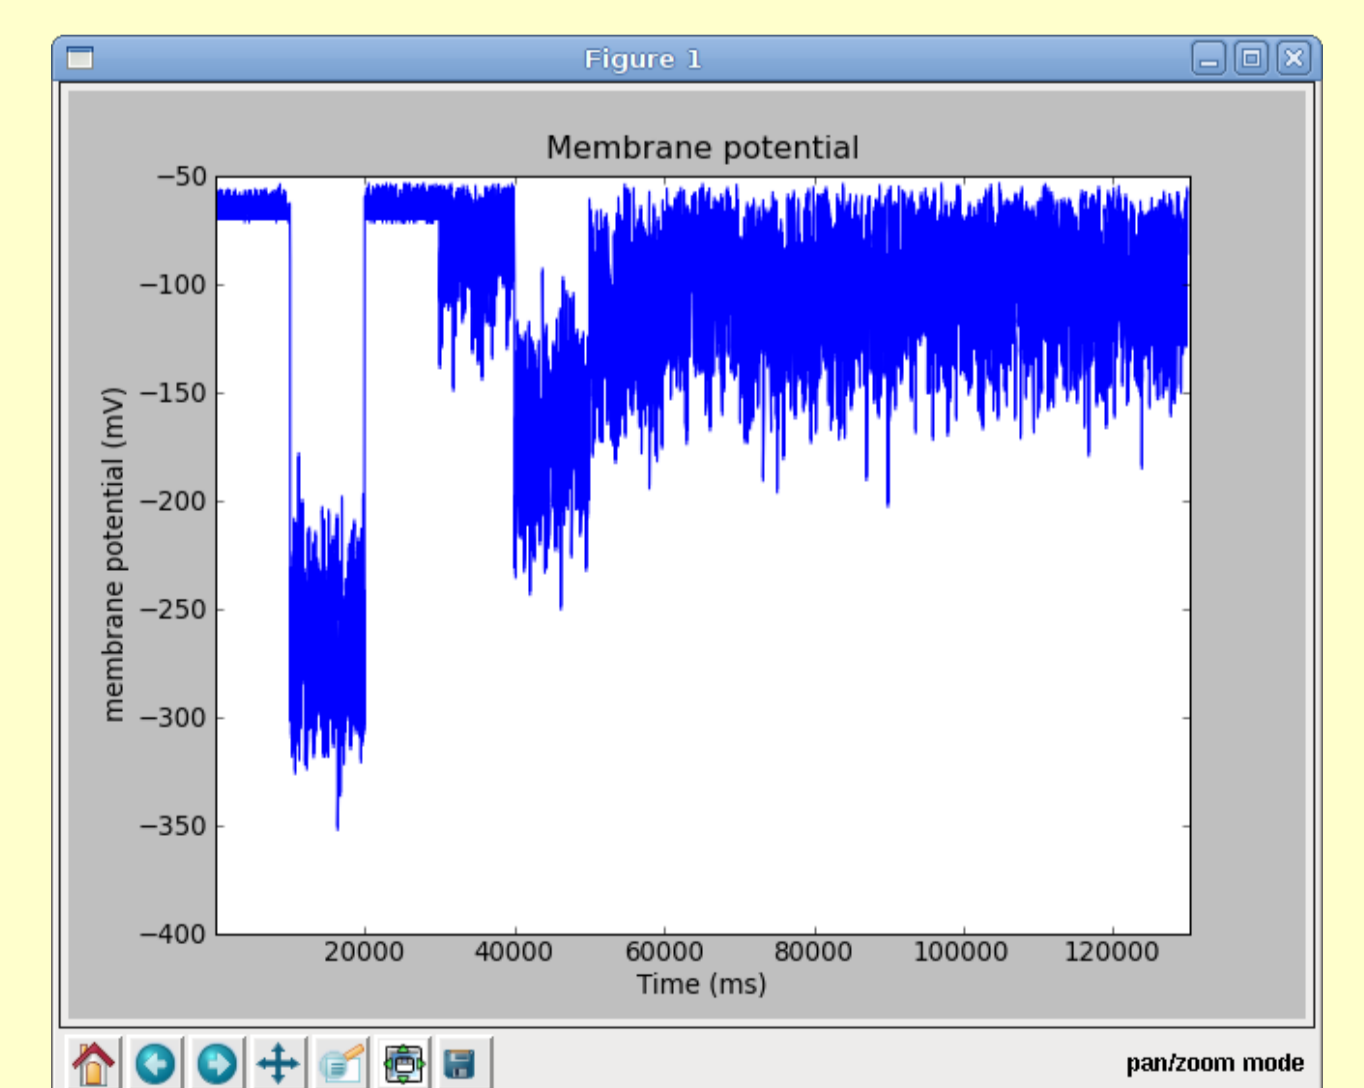 Figure 1
Membrane potential
−50
−100
−150
−200
−250
−300
−350
−400
membrane potential (mV)
20000 40000 60000 80000 100000 120000
Time (ms)
pan/zoom mode